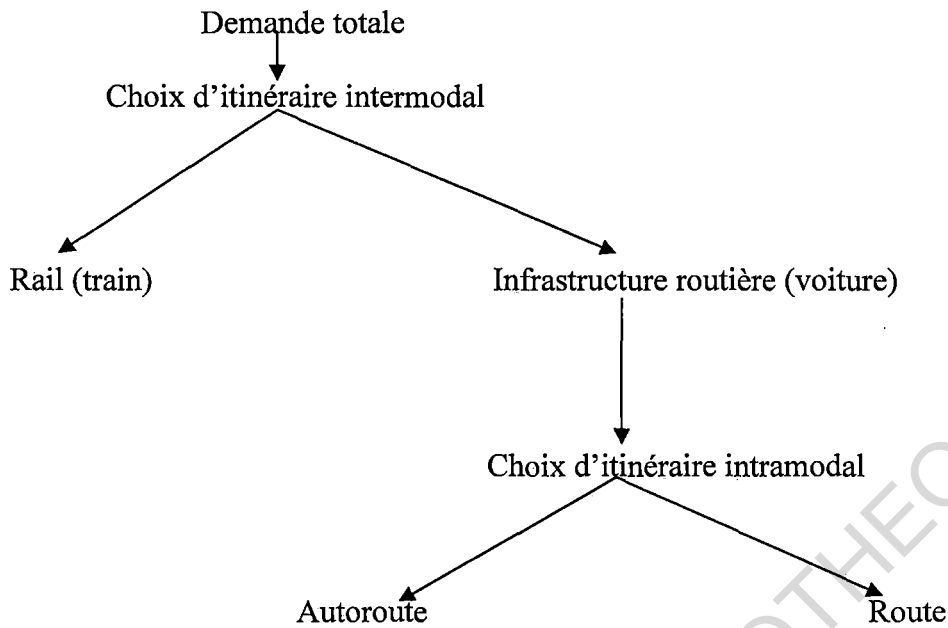 Demande totale
Choix d'itinéraire intermodal
Rail (train)
Infrastructure routière (voiture)
Choix d'itinéraire intramodal
Autoroute
Route